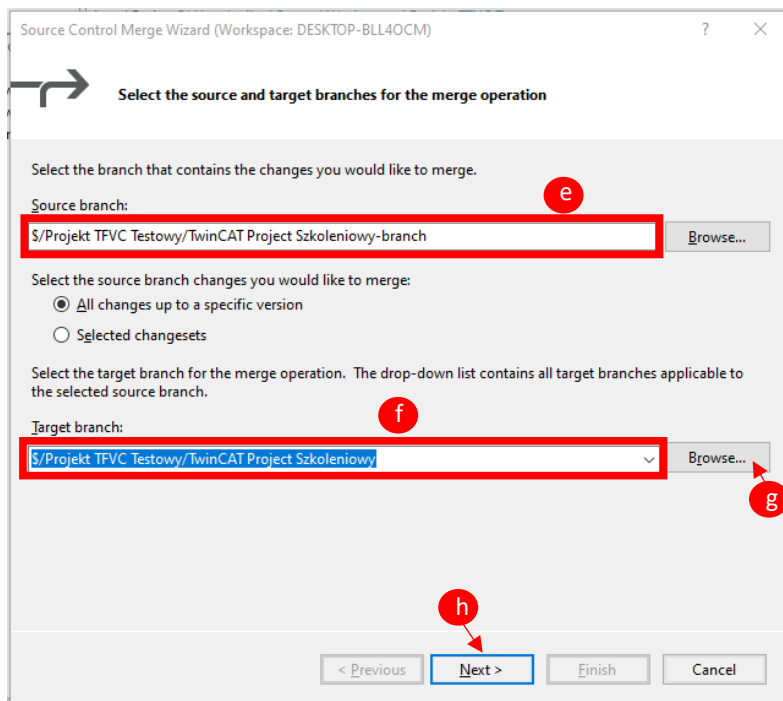 Source Control Merge Wizard (Workspace: DESKTOP-BLL4OCM)
?
Select the source and target branches for the merge operation
Select the branch that contains the changes you would like to merge.
e
Source branch:
$/Projekt TFVC Testowy/TwinCAT Project Szkoleniowy-branch
Browse...
Select the source branch changes you would like to merge:
All changes up to a specific version
Selected changesets
Select the target branch for the merge operation. The drop-down list contains all target branches applicable to
the selected source branch.
f
Target branch:
$/Projekt TFVC Testowy/TwinCAT Project Szkoleniowy
Browse...
g
h
< Previous
Next >
Finish
Cancel